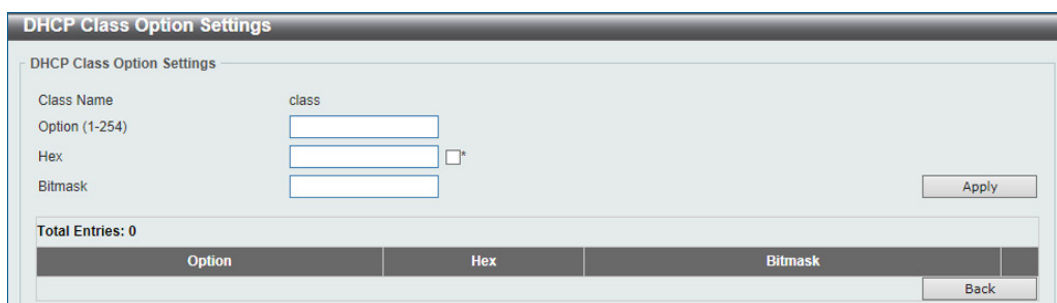 DHCP Class Option Settings
DHCP Class Option Settings
Class Name class
Option (1-254)
Hex *
Bitmask Apply
Total Entries: 0
Option Hex Bitmask
Back